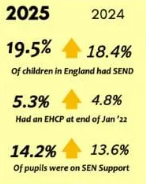 2025 2024
19.5% 18.4%
Of children in England had SEND
5.3% 4.8%
Had an EHCP at end of Jan '22
14.2% 13.6%
Of pupils were on SEN Support